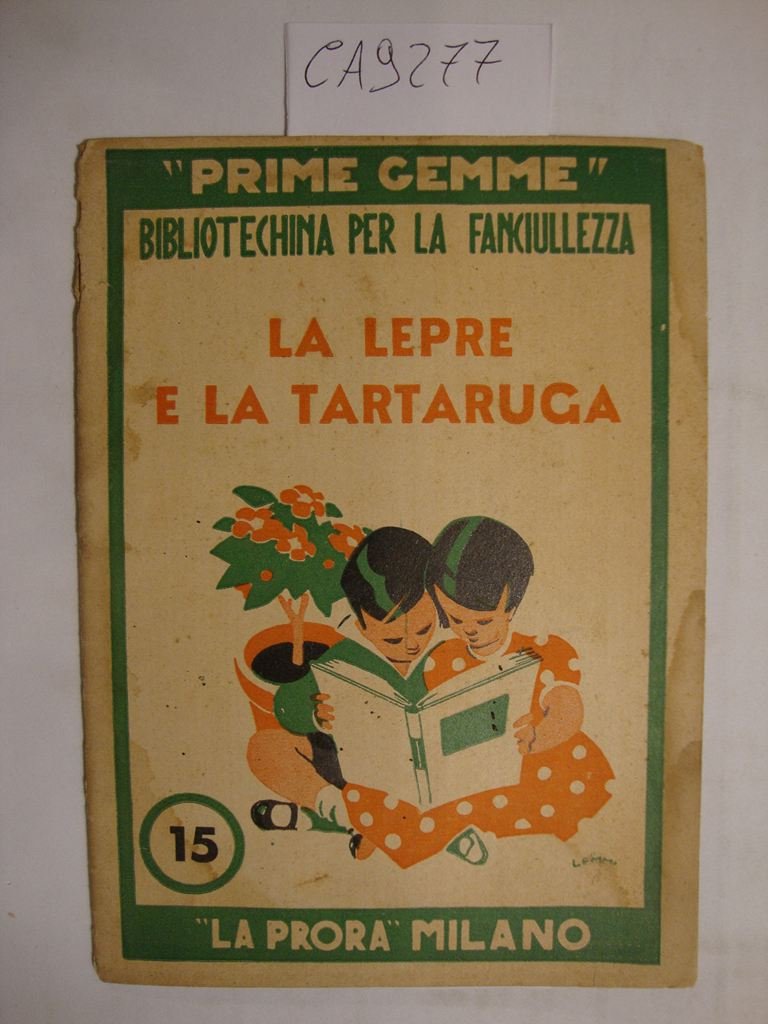 CA9277
"PRIME GEMME"
BIBLIOTECHINA PER LA FANCIULLEZZA
LA LEPRE
E LA TARTARUGA
15
"LA PRORA" MILANO